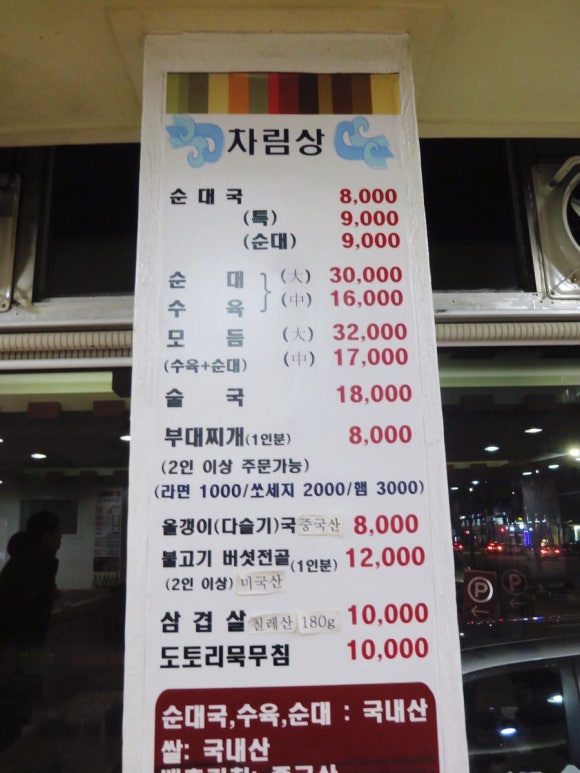 차림상
순대국 8,000
(특) 9,000
(순대) 9,000
순대 (大) 30,000
수육 (中) 16,000
모듬 (大) 32,000
(수육+순대) (中) 17,000
술국 18,000
부대찌개(1인분) 8,000
(2인 이상 주문가능)
(라면 1000/쏘세지 2000/햄 3000)
올갱이(다슬기)국 중국산 8,000
불고기 버섯전골 (1인분) 12,000
(2인 이상) 미국산
삼겹살 칠레산 180g 10,000
도토리묵무침 10,000
순대국,수육,순대 : 국내산
쌀: 국내산
P
P